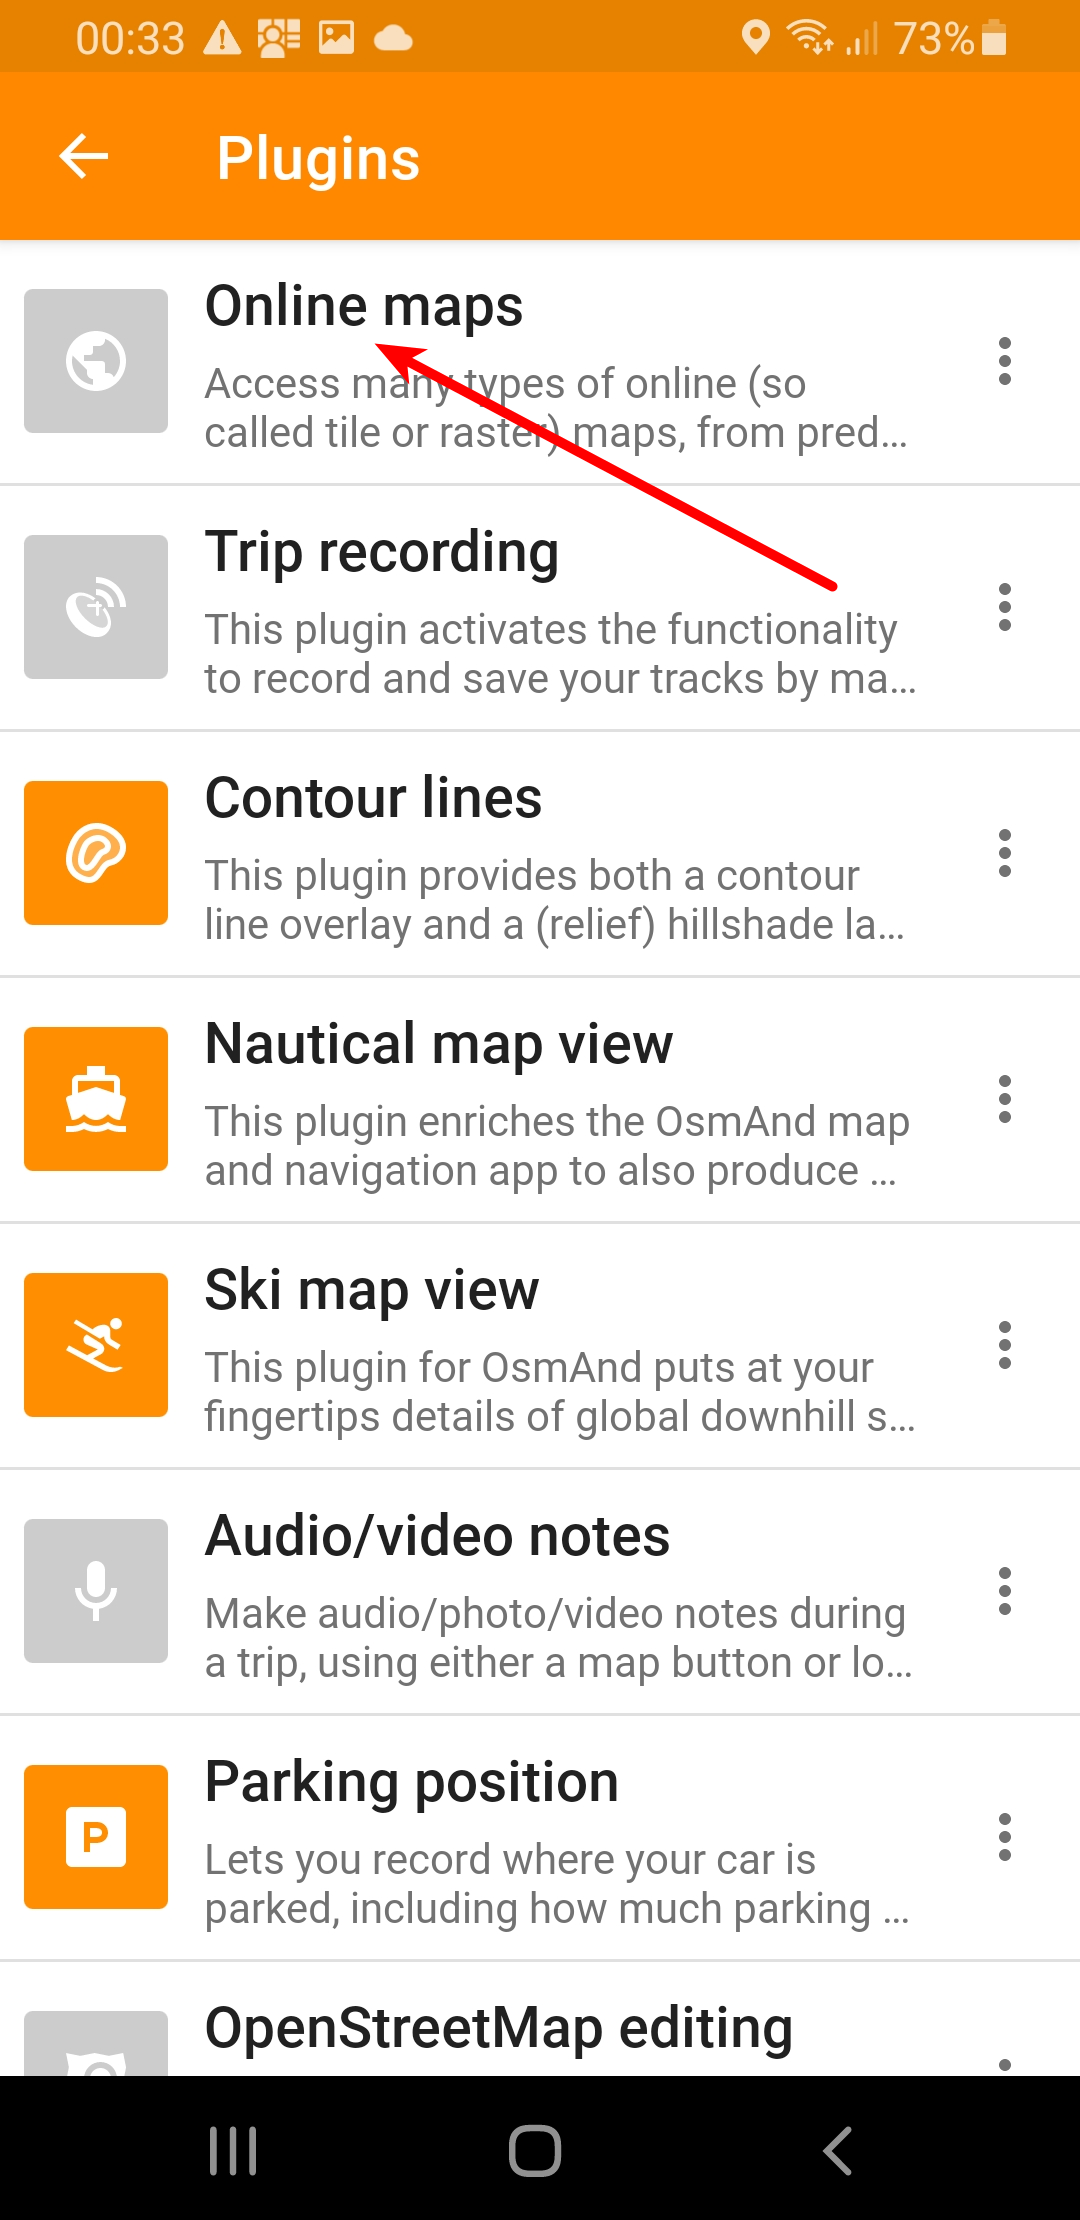 00:33 73%
Plugins
Online maps
Access many types of online (so
called tile or raster) maps, from pred...
Trip recording
This plugin activates the functionality
to record and save your tracks by ma...
Contour lines
This plugin provides both a contour
line overlay and a (relief) hillshade la...
Nautical map view
This plugin enriches the OsmAnd map
and navigation app to also produce ...
Ski map view
This plugin for OsmAnd puts at your
fingertips details of global downhill s...
Audio/video notes
Make audio/photo/video notes during
a trip, using either a map button or lo...
P
Parking position
Lets you record where your car is
parked, including how much parking ...
OpenStreetMap editing